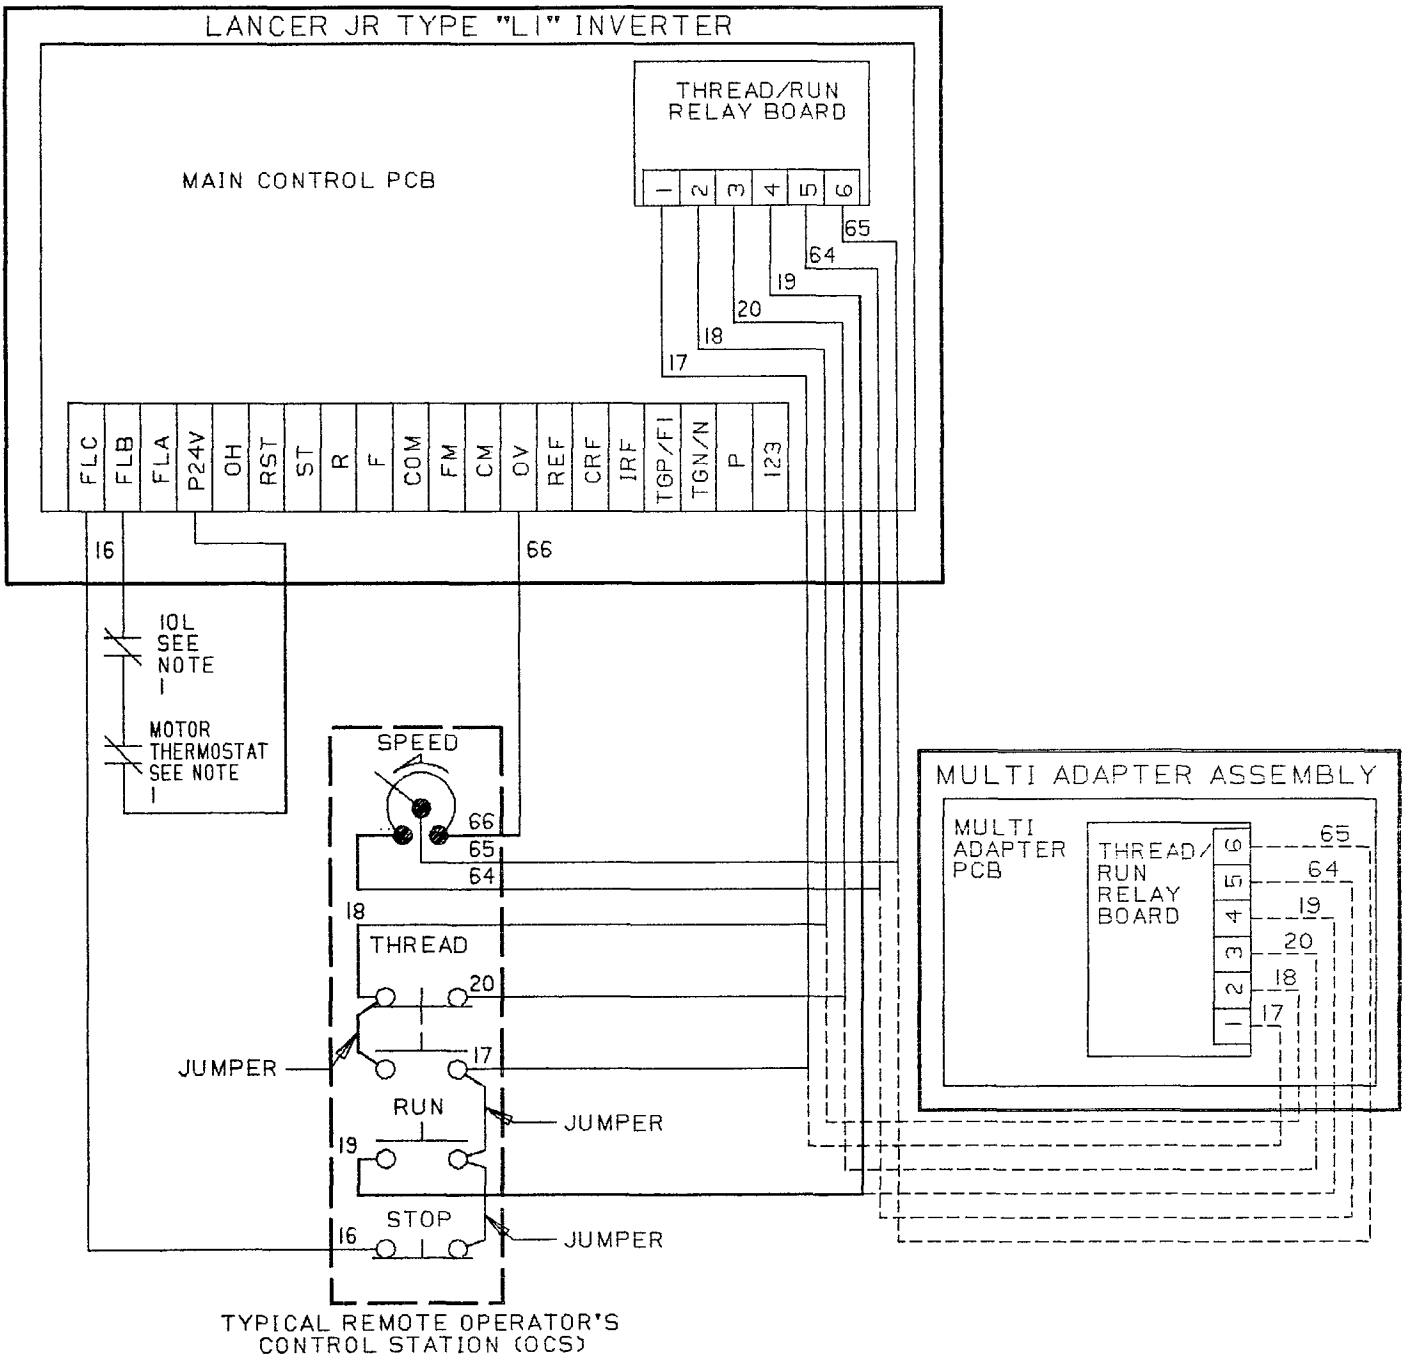 LANCER JR TYPE "LI" INVERTER
THREAD/RUN
RELAY BOARD
MAIN CONTROL PCB
1 2 3 4 5 6
65
64
19
20
18
17
FLC FLB FLA P24V OH RST ST R F COM FM CM OV REF CRF IRF TGP/FI TGN/N P 123
16
66
IOL
SEE
NOTE
1
MOTOR
THERMOSTAT
SEE NOTE
1
SPEED
66
65
64
18
THREAD
20
JUMPER
17
RUN
JUMPER
19
STOP
16
JUMPER
TYPICAL REMOTE OPERATOR'S
CONTROL STATION (OCS)
MULTI ADAPTER ASSEMBLY
MULTI
ADAPTER
PCB
THREAD/
RUN
RELAY
BOARD
6 65
5 64
4 19
3 20
2 18
1 17